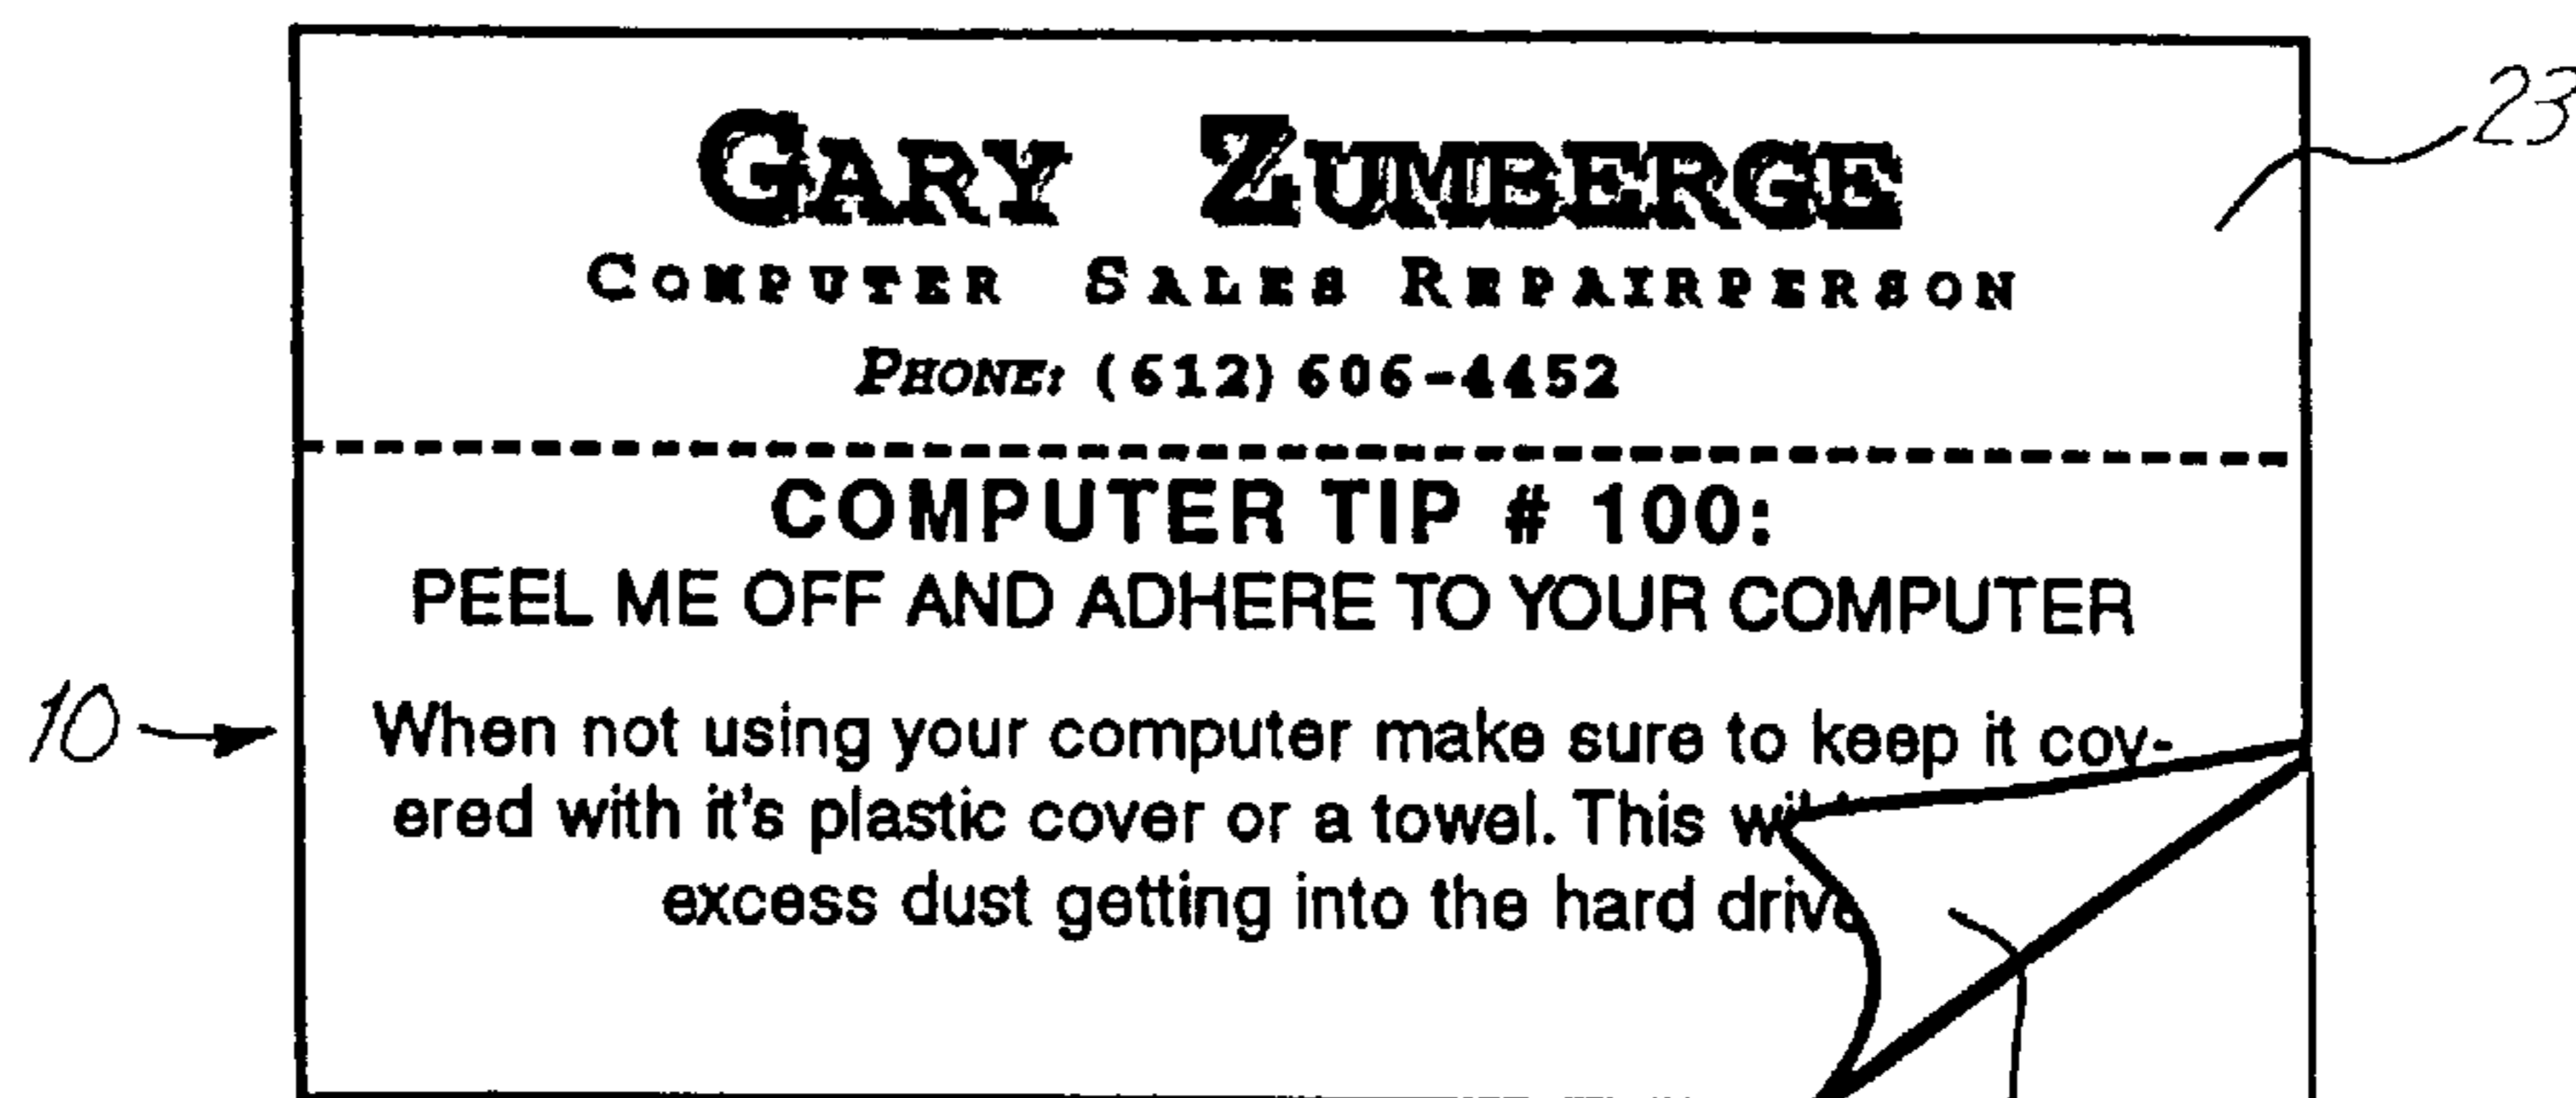 GARY ZUMBERGE
23
COMPUTER SALES REPAIRPERSON
PHONE: (612) 606-4452
COMPUTER TIP # 100:
PEEL ME OFF AND ADHERE TO YOUR COMPUTER
10
When not using your computer make sure to keep it cov-
ered with it's plastic cover or a towel. This
excess dust getting into the hard drive